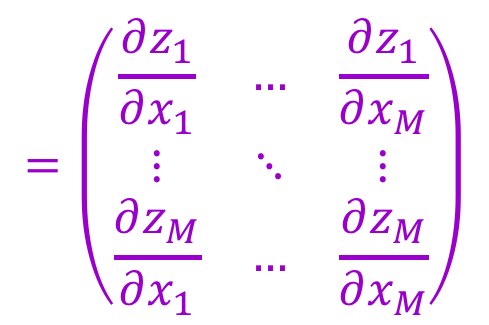 = ( ∂z₁/∂x₁ … ∂z₁/∂x_M
⋮ ⋱ ⋮
∂z_M/∂x₁ … ∂z_M/∂x_M )